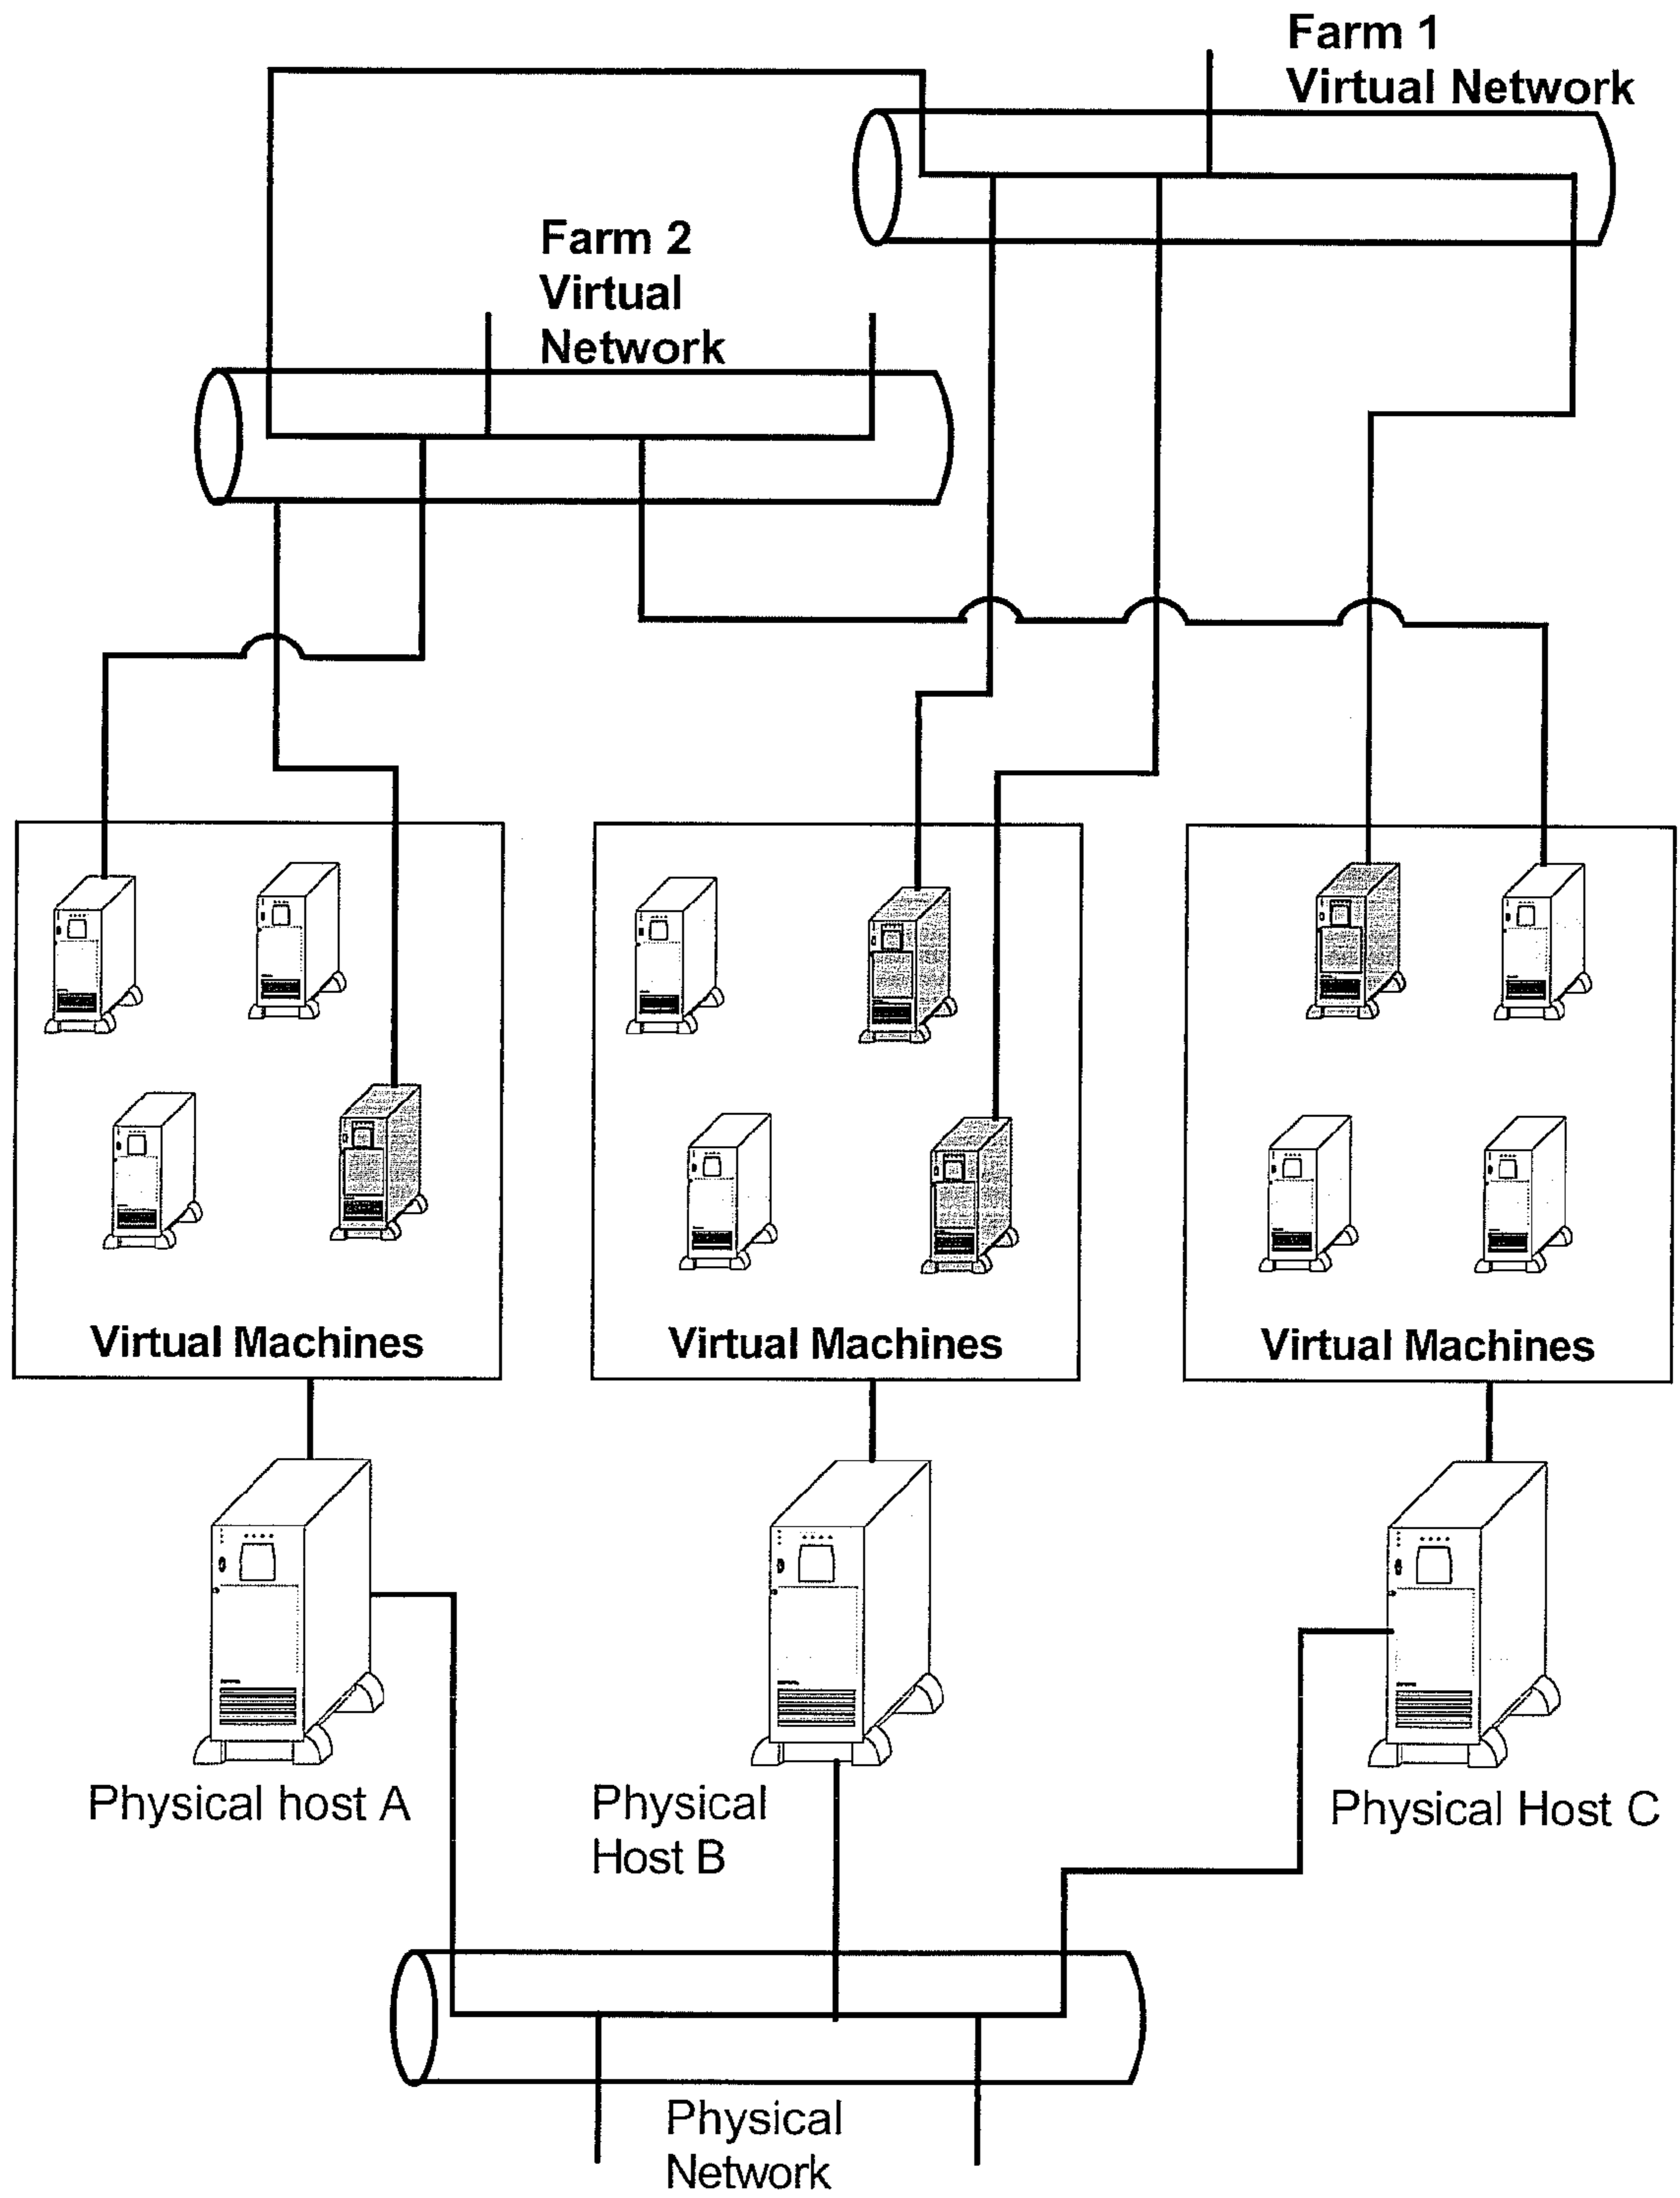 Farm 1
Virtual Network
Farm 2
Virtual
Network
Virtual Machines
Virtual Machines
Virtual Machines
Physical host A
Physical
Host B
Physical Host C
Physical
Network